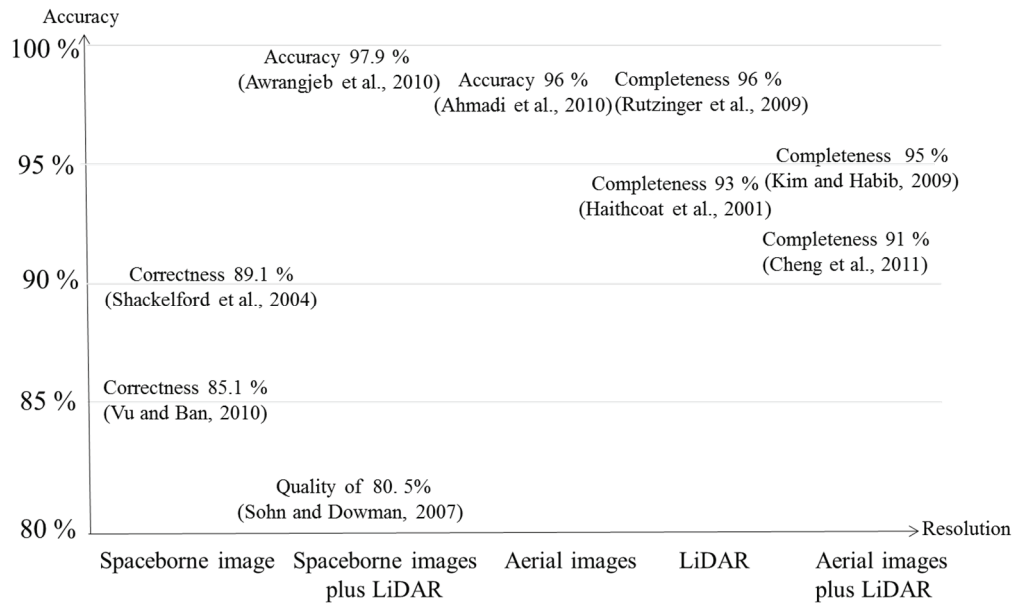 Accuracy
100 %
Accuracy 97.9 %
(Awrangjeb et al., 2010)
Accuracy 96 %
(Ahmadi et al., 2010)
Completeness 96 %
(Rutzinger et al., 2009)
95 %
Completeness 95 %
(Kim and Habib, 2009)
Completeness 93 %
(Haithcoat et al., 2001)
Completeness 91 %
(Cheng et al., 2011)
90 %
Correctness 89.1 %
(Shackelford et al., 2004)
85 %
Correctness 85.1 %
(Vu and Ban, 2010)
Quality of 80. 5%
(Sohn and Dowman, 2007)
80 %
Resolution
Spaceborne image
Spaceborne images
plus LiDAR
Aerial images
LiDAR
Aerial images
plus LiDAR